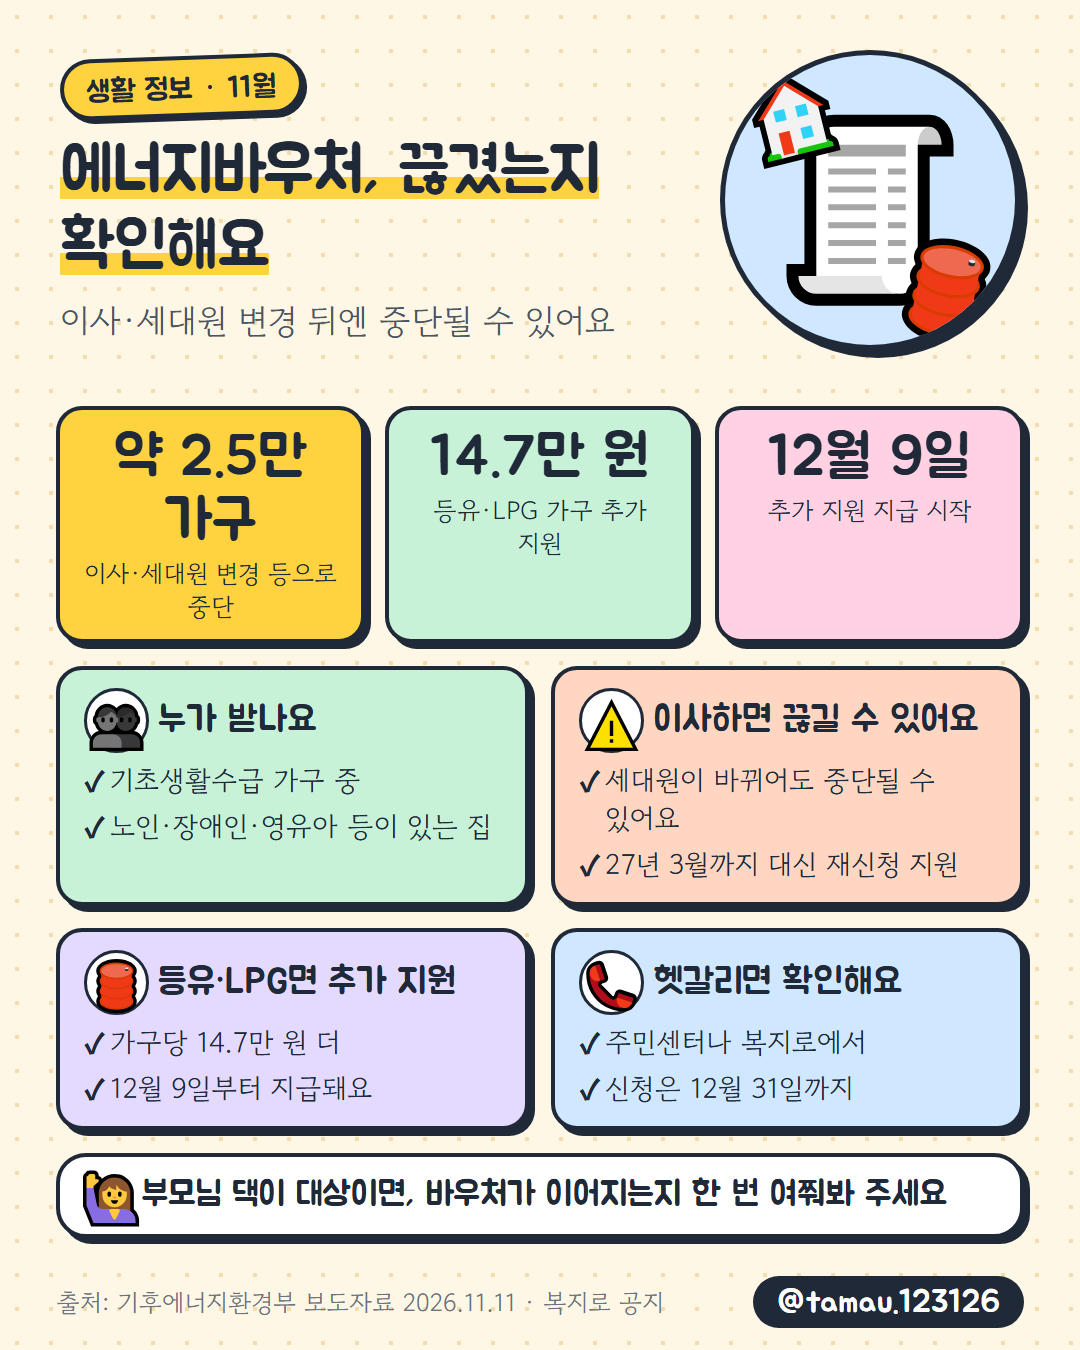 생활 정보 · 11월
에너지바우처, 끊겼는지
확인해요
이사·세대원 변경 뒤엔 중단될 수 있어요
약 2.5만
가구
이사·세대원 변경 등으로
중단
14.7만 원
등유·LPG 가구 추가
지원
12월 9일
추가 지원 지급 시작
누가 받나요
✓기초생활수급 가구 중
✓노인·장애인·영유아 등이 있는 집
이사하면 끊길 수 있어요
✓세대원이 바뀌어도 중단될 수
있어요
✓27년 3월까지 대신 재신청 지원
등유·LPG면 추가 지원
✓가구당 14.7만 원 더
✓12월 9일부터 지급돼요
헷갈리면 확인해요
✓주민센터나 복지로에서
✓신청은 12월 31일까지
부모님 댁이 대상이면, 바우처가 이어지는지 한 번 여쭤봐 주세요
출처: 기후에너지환경부 보도자료 2026.11.11 · 복지로 공지
@tamau.123126